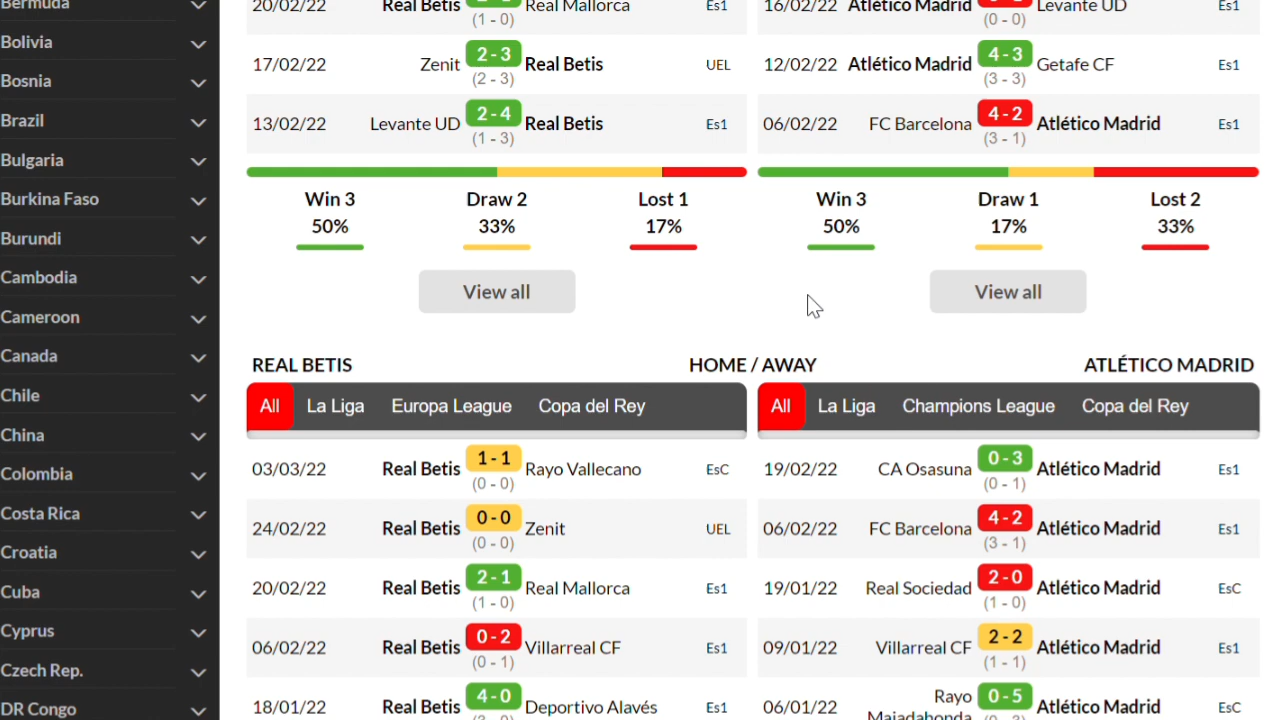 Bermuda
Bolivia
Bosnia
Brazil
Bulgaria
Burkina Faso
Burundi
Cambodia
Cameroon
Canada
Chile
China
Colombia
Costa Rica
Croatia
Cuba
Cyprus
Czech Rep.
DR Congo
20/02/22 Real Betis Real Mallorca Es1
(1 - 0)
17/02/22 Zenit 2 - 3 Real Betis UEL
(2 - 3)
13/02/22 Levante UD 2 - 4 Real Betis Es1
(1 - 3)
Win 3 Draw 2 Lost 1
50% 33% 17%
View all
16/02/22 Atlético Madrid Levante UD Es1
(0 - 0)
12/02/22 Atlético Madrid 4 - 3 Getafe CF Es1
(3 - 3)
06/02/22 FC Barcelona 4 - 2 Atlético Madrid Es1
(3 - 1)
Win 3 Draw 1 Lost 2
50% 17% 33%
View all
REAL BETIS HOME / AWAY ATLÉTICO MADRID
All La Liga Europa League Copa del Rey
03/03/22 Real Betis 1 - 1 Rayo Vallecano EsC
(0 - 0)
24/02/22 Real Betis 0 - 0 Zenit UEL
(0 - 0)
20/02/22 Real Betis 2 - 1 Real Mallorca Es1
(1 - 0)
06/02/22 Real Betis 0 - 2 Villarreal CF Es1
(0 - 1)
18/01/22 Real Betis 4 - 0 Deportivo Alavés Es1
All La Liga Champions League Copa del Rey
19/02/22 CA Osasuna 0 - 3 Atlético Madrid Es1
(0 - 1)
06/02/22 FC Barcelona 4 - 2 Atlético Madrid Es1
(3 - 1)
19/01/22 Real Sociedad 2 - 0 Atlético Madrid EsC
(1 - 0)
09/01/22 Villarreal CF 2 - 2 Atlético Madrid Es1
(1 - 1)
Rayo
06/01/22 0 - 5 Atlético Madrid EsC
Majadahonda